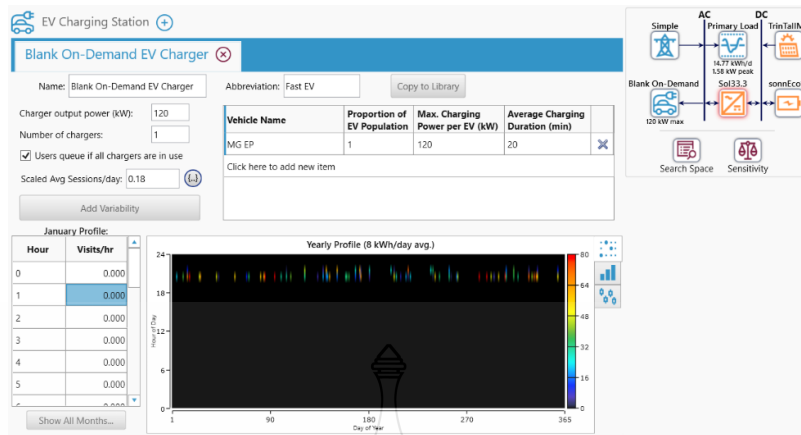 EV Charging Station
Blank On-Demand EV Charger
Name: Blank On-Demand EV Charger
Abbreviation: Fast EV
Copy to Library
Charger output power (kW): 120
Number of chargers: 1
Users queue if all chargers are in use
Scaled Avg Sessions/day: 0.18 {..}
Add Variability
Vehicle Name Proportion of EV Population Max. Charging Power per EV (kW) Average Charging Duration (min)
MG EP 1 120 20
Click here to add new item
January Profile:
Hour Visits/hr
0 0.000
1 0.000
2 0.000
3 0.000
4 0.000
5 0.000
Show All Months...
Yearly Profile (8 kWh/day avg.)
Hour of Day
24
18
12
6
0
1 90 180 270 365
Day of Year
80
64
48
32
16
0
AC DC
Simple Primary Load
14.77 kWh/d
1.58 kW peak
Blank On-Demand Sol33.3 sonnEco
120 kW max
Search Space Sensitivity